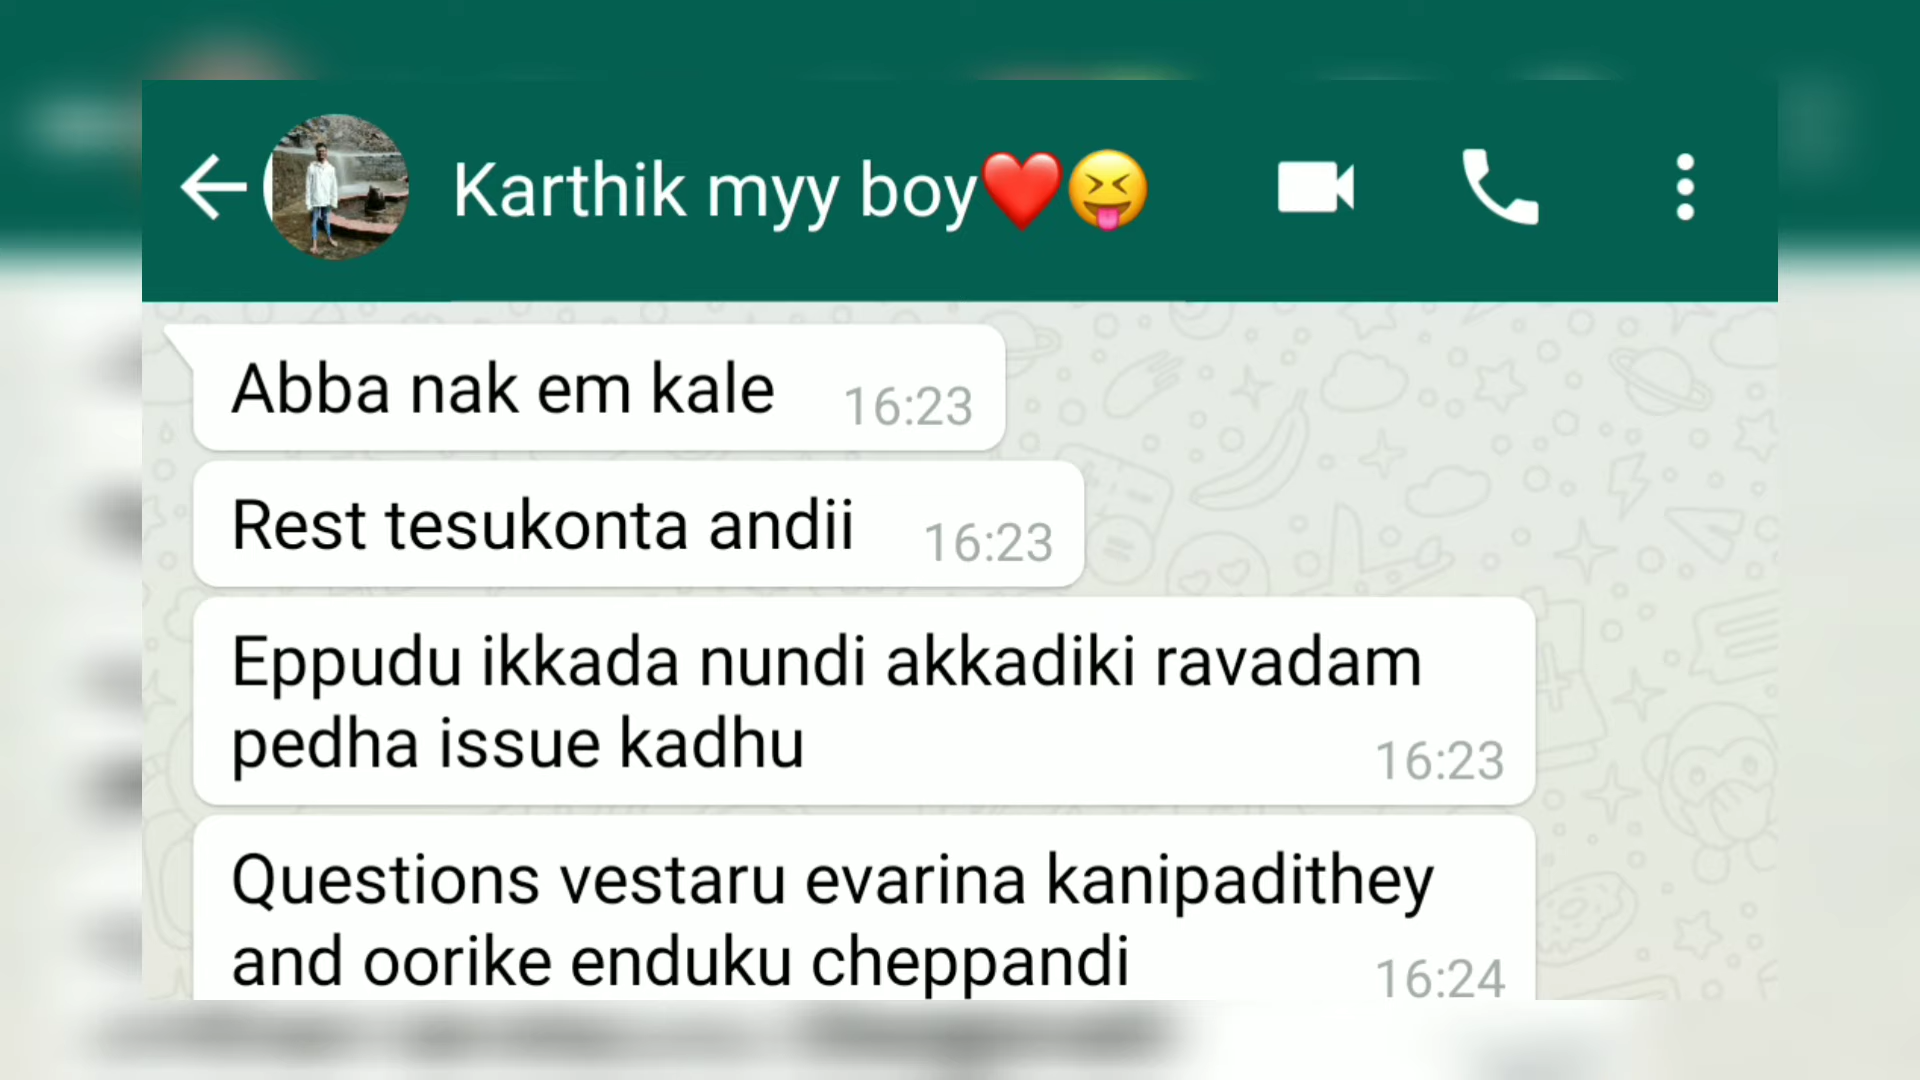 Karthik myy boy❤️😝
Abba nak em kale 16:23
Rest tesukonta andii 16:23
Eppudu ikkada nundi akkadiki ravadam
pedha issue kadhu 16:23
Questions vestaru evarina kanipadithey
and oorike enduku cheppandi 16:24